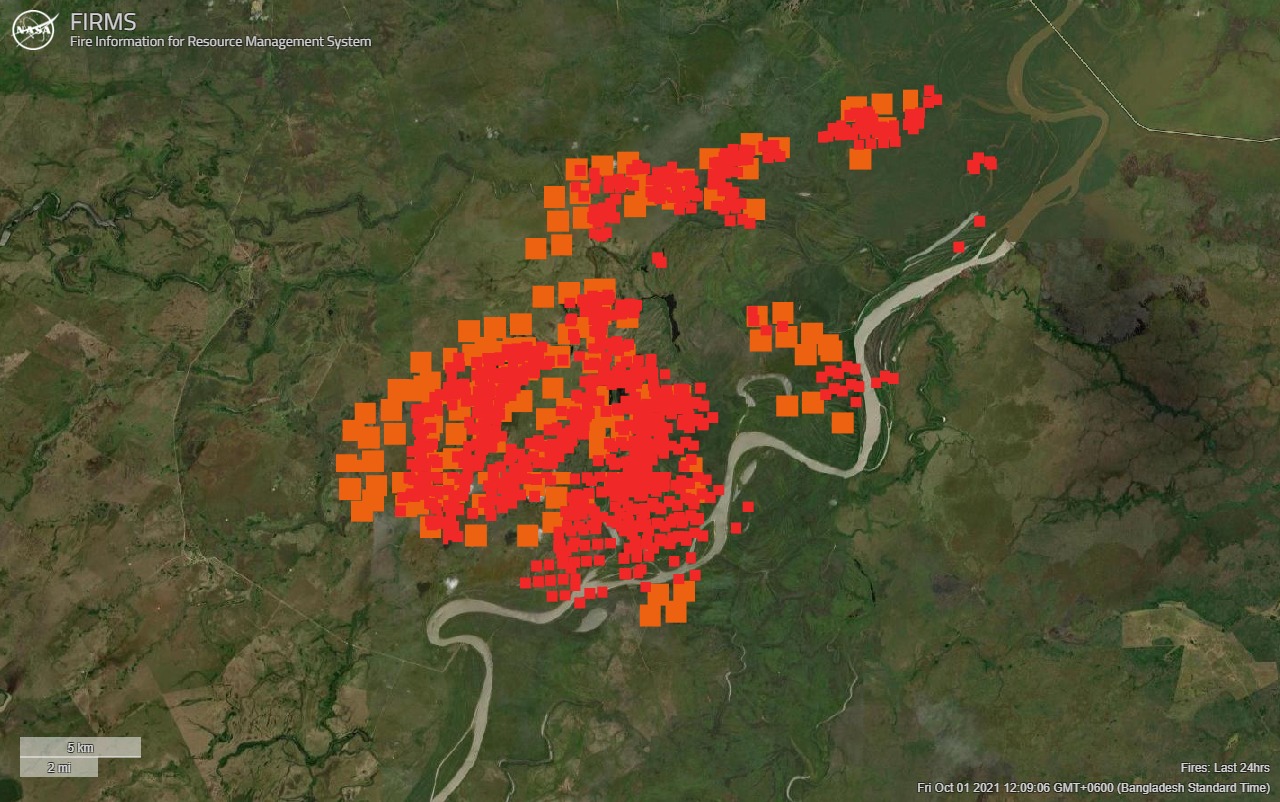 NASA
FIRMS
Fire Information for Resource Management System
5 km
2 mi
Fires: Last 24hrs
Fri Oct 01 2021 12:09:06 GMT+0600 (Bangladesh Standard Time)